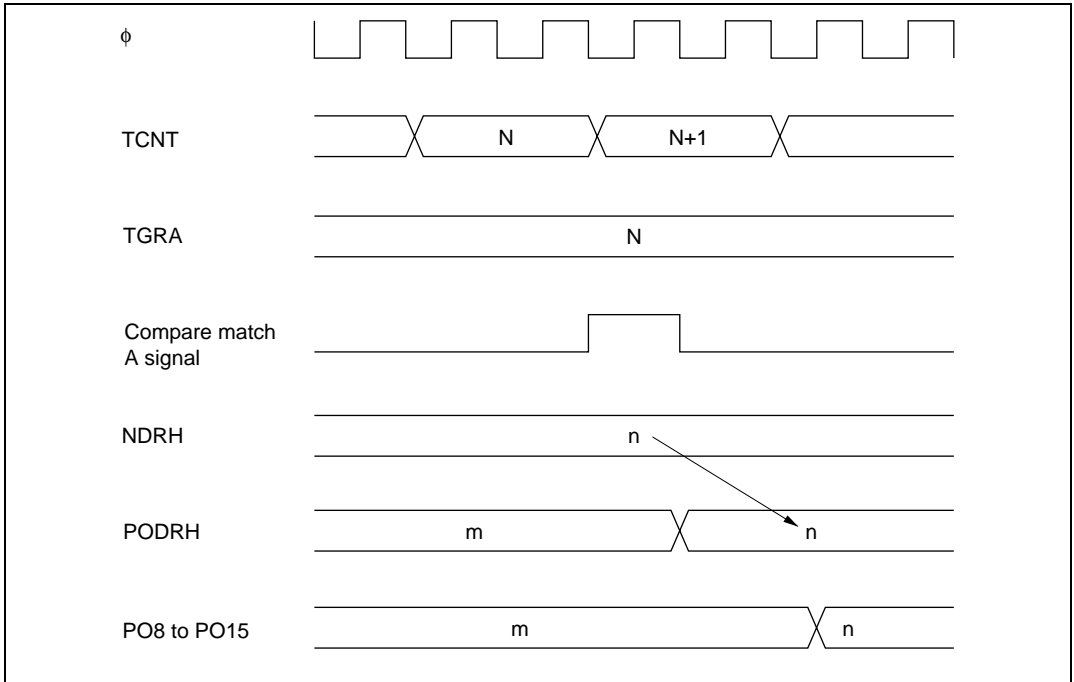 ϕ
TCNT N N+1
TGRA N
Compare match
A signal
NDRH n
PODRH m n
PO8 to PO15 m n